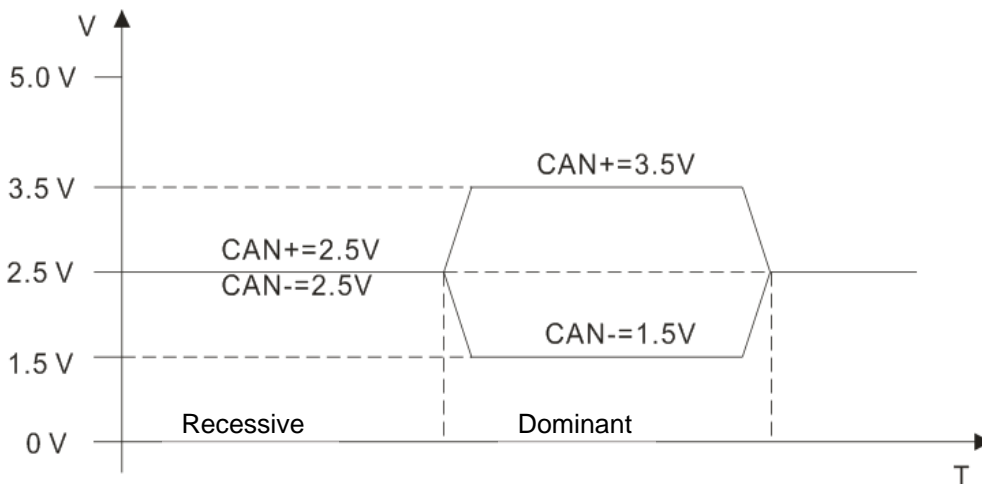 V
5.0 V
CAN+=3.5V
3.5 V
CAN+=2.5V
2.5 V
CAN-=2.5V
CAN-=1.5V
1.5 V
Recessive
Dominant
0 V
T